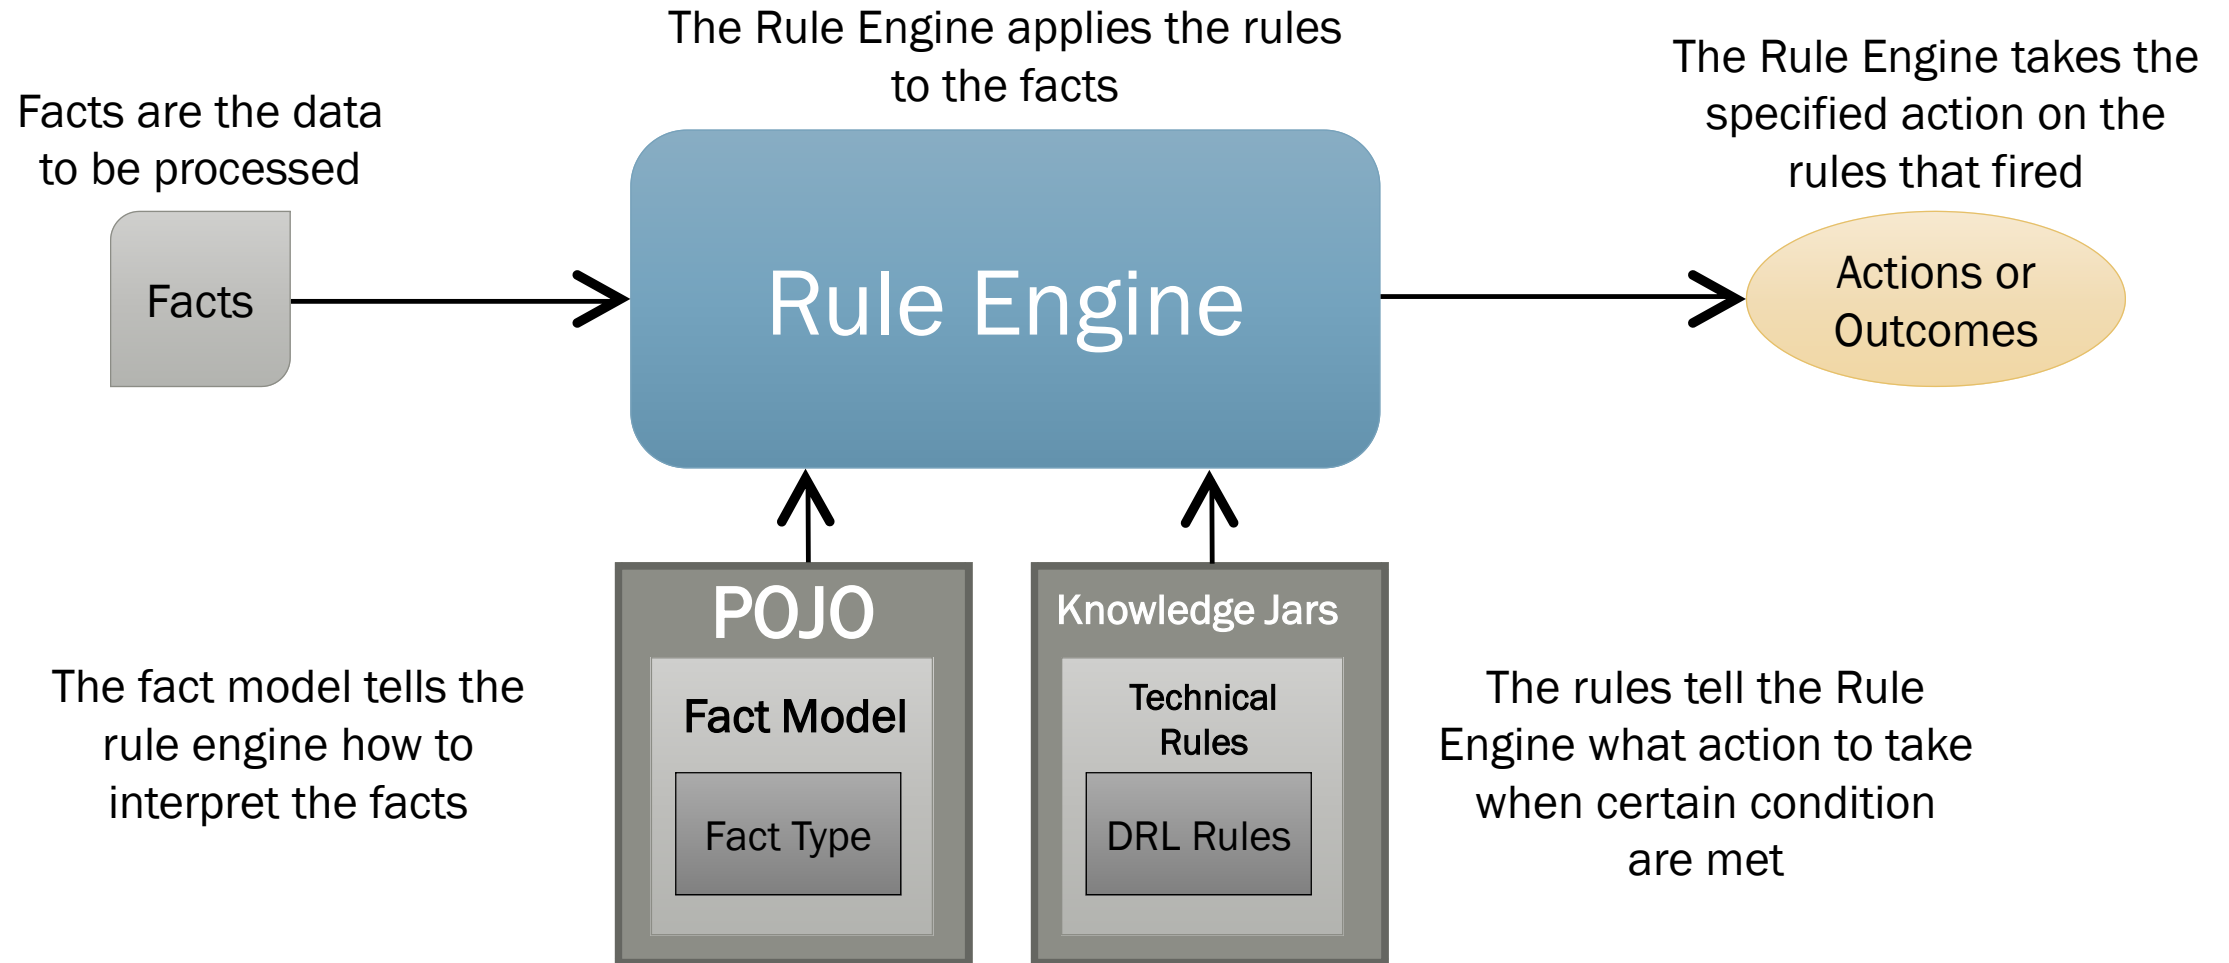 The Rule Engine applies the rules
to the facts
The Rule Engine takes the
specified action on the
rules that fired
Facts are the data
to be processed
Facts
Rule Engine
Actions or
Outcomes
POJO
Fact Model
Fact Type
Knowledge Jars
Technical
Rules
DRL Rules
The fact model tells the
rule engine how to
interpret the facts
The rules tell the Rule
Engine what action to take
when certain condition
are met